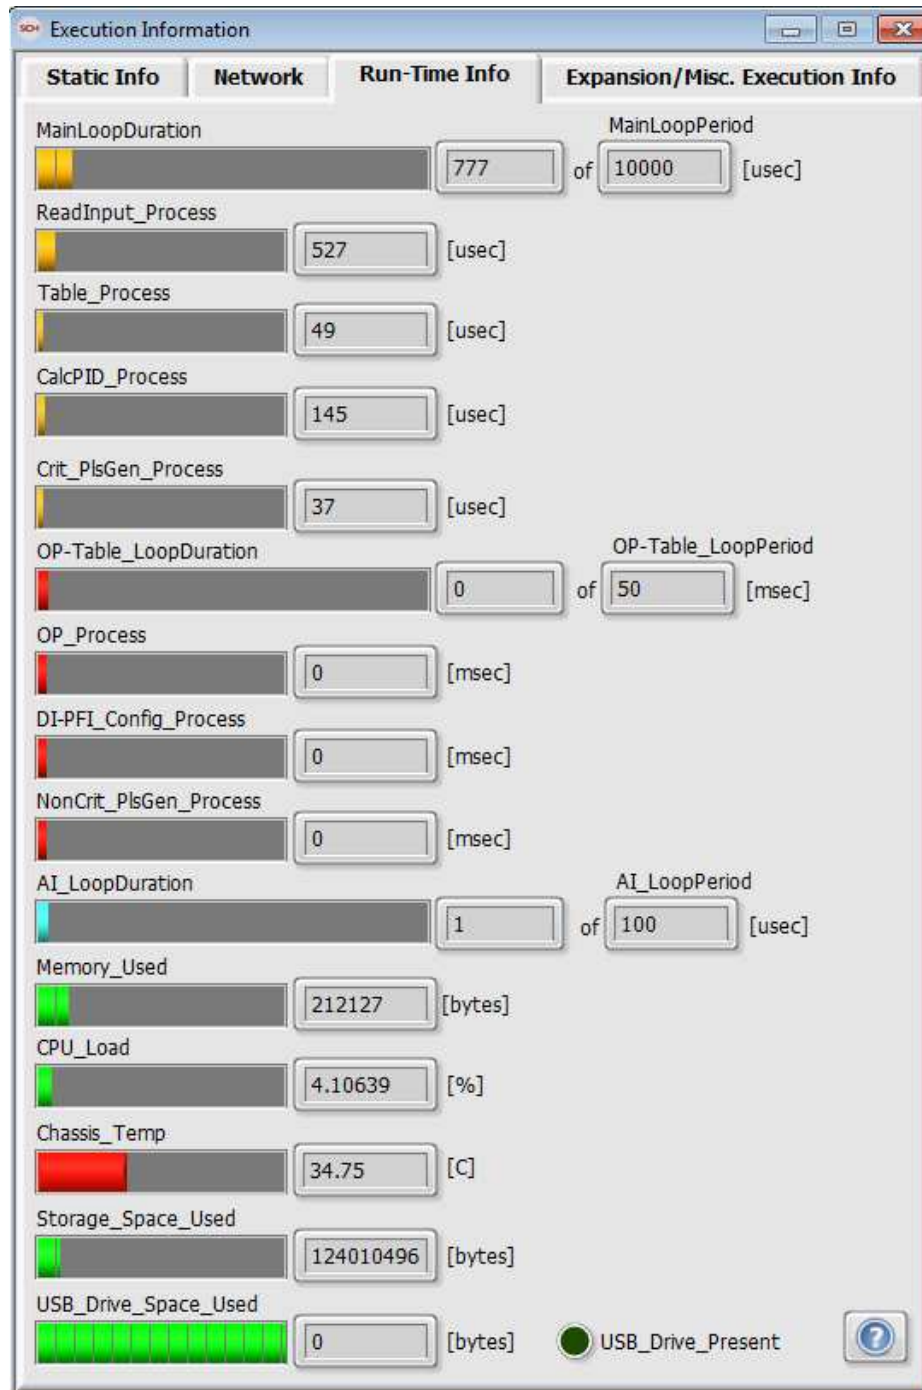 SCM Execution Information
Static Info Network Run-Time Info Expansion/Misc. Execution Info
MainLoopDuration MainLoopPeriod
777 of 10000 [usec]
ReadInput_Process
527 [usec]
Table_Process
49 [usec]
CalcPID_Process
145 [usec]
Crit_PlsGen_Process
37 [usec]
OP-Table_LoopDuration OP-Table_LoopPeriod
0 of 50 [msec]
OP_Process
0 [msec]
DI-PFI_Config_Process
0 [msec]
NonCrit_PlsGen_Process
0 [msec]
AI_LoopDuration AI_LoopPeriod
1 of 100 [usec]
Memory_Used
212127 [bytes]
CPU_Load
4.10639 [%]
Chassis_Temp
34.75 [C]
Storage_Space_Used
124010496 [bytes]
USB_Drive_Space_Used
0 [bytes] USB_Drive_Present
?